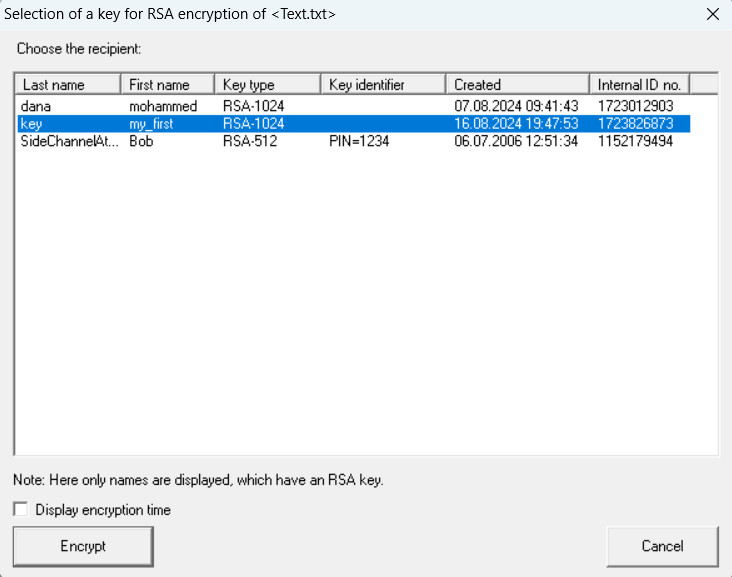 Selection of a key for RSA encryption of <Text.txt>
Choose the recipient:
Last name First name Key type Key identifier Created Internal ID no.
dana mohammed RSA-1024 07.08.2024 09:41:43 1723012903
key my_first RSA-1024 16.08.2024 19:47:53 1723826873
SideChannelAt... Bob RSA-512 PIN=1234 06.07.2006 12:51:34 1152179494
Note: Here only names are displayed, which have an RSA key.
Display encryption time
Encrypt Cancel